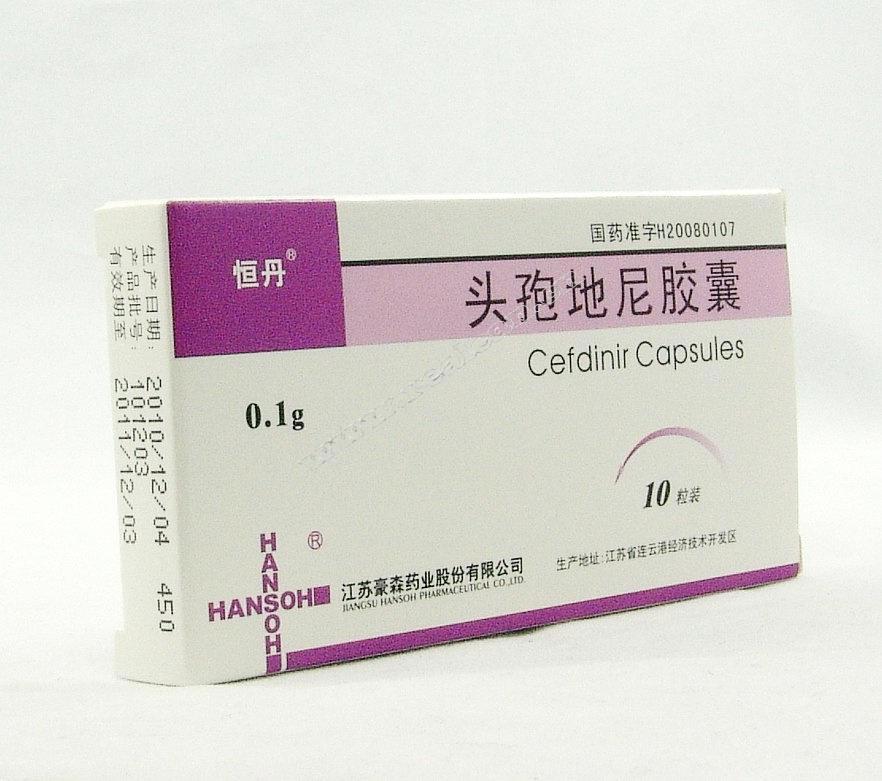 生产日期: 2010/12/04 450
产品批号: 101203
有效期至 2011/12/03
恒丹®
国药准字H20080107
头孢地尼胶囊
Cefdinir Capsules
0.1g
10粒装
HANSOH
HANSOH
®
江苏豪森药业股份有限公司
JIANGSU HANSOH PHARMACEUTICAL CO.,LTD.
生产地址:江苏省连云港经济技术开发区